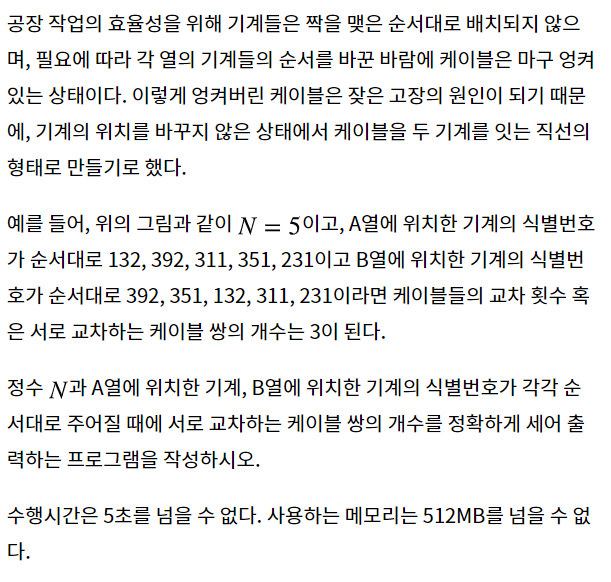 공장 작업의 효율성을 위해 기계들은 짝을 맺은 순서대로 배치되지 않으
며, 필요에 따라 각 열의 기계들의 순서를 바꾼 바람에 케이블은 마구 엉켜
있는 상태이다. 이렇게 엉켜버린 케이블은 잦은 고장의 원인이 되기 때문
에, 기계의 위치를 바꾸지 않은 상태에서 케이블을 두 기계를 잇는 직선의
형태로 만들기로 했다.
예를 들어, 위의 그림과 같이 N = 5이고, A열에 위치한 기계의 식별번호
가 순서대로 132, 392, 311, 351, 231이고 B열에 위치한 기계의 식별번
호가 순서대로 392, 351, 132, 311, 231이라면 케이블들의 교차 횟수 혹
은 서로 교차하는 케이블 쌍의 개수는 3이 된다.
정수 N과 A열에 위치한 기계, B열에 위치한 기계의 식별번호가 각각 순
서대로 주어질 때에 서로 교차하는 케이블 쌍의 개수를 정확하게 세어 출
력하는 프로그램을 작성하시오.
수행시간은 5초를 넘을 수 없다. 사용하는 메모리는 512MB를 넘을 수 없
다.